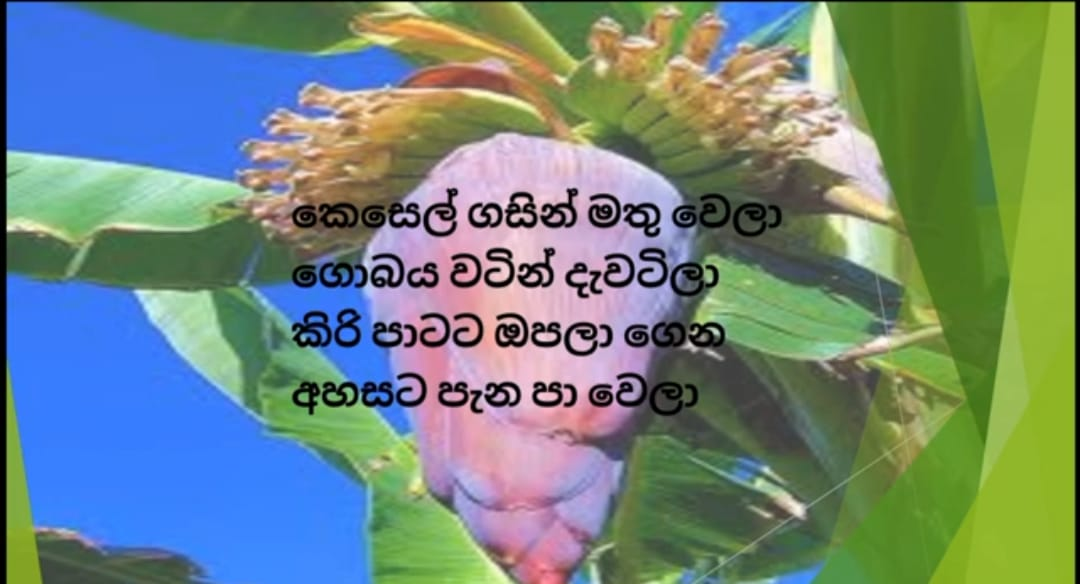 කෙසෙල් ගසින් මතු වෙලා
ගොබය වටින් දැවටිලා
කිරි පාටට ඔපලා ගෙන
අහසට පැන පා වෙලා